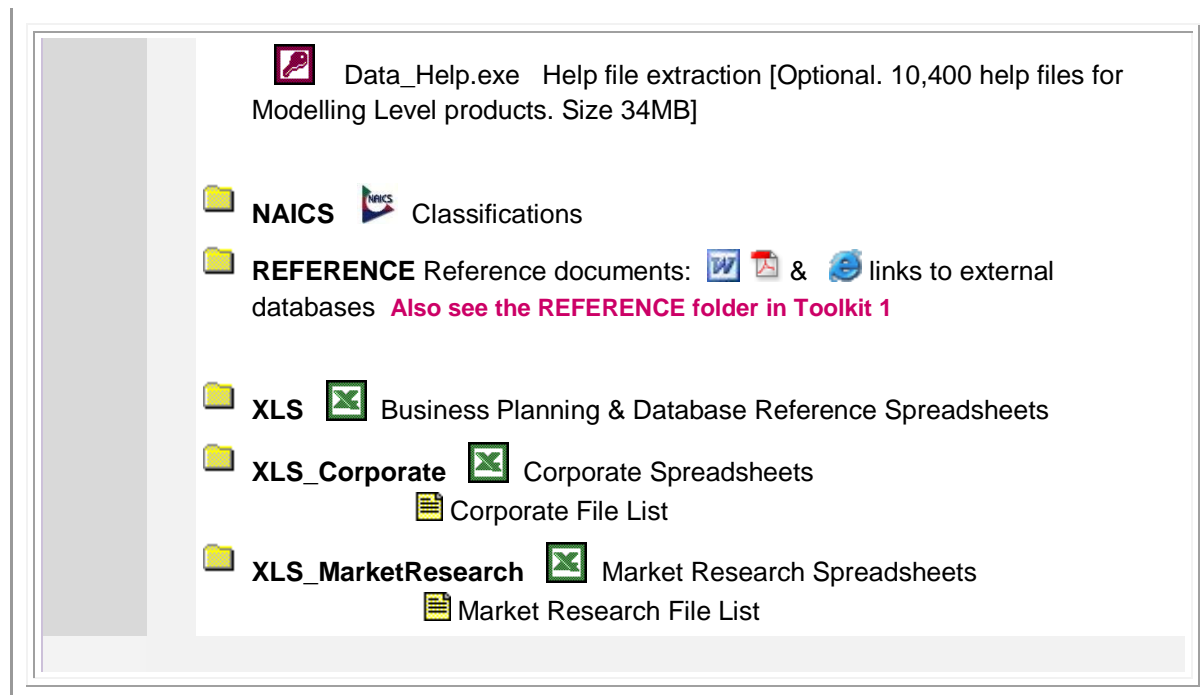 Data_Help.exe Help file extraction [Optional. 10,400 help files for
Modelling Level products. Size 34MB]
NAICS NAICS Classifications
REFERENCE Reference documents: W & links to external
databases Also see the REFERENCE folder in Toolkit 1
XLS X Business Planning & Database Reference Spreadsheets
XLS_Corporate X Corporate Spreadsheets
Corporate File List
XLS_MarketResearch X Market Research Spreadsheets
Market Research File List